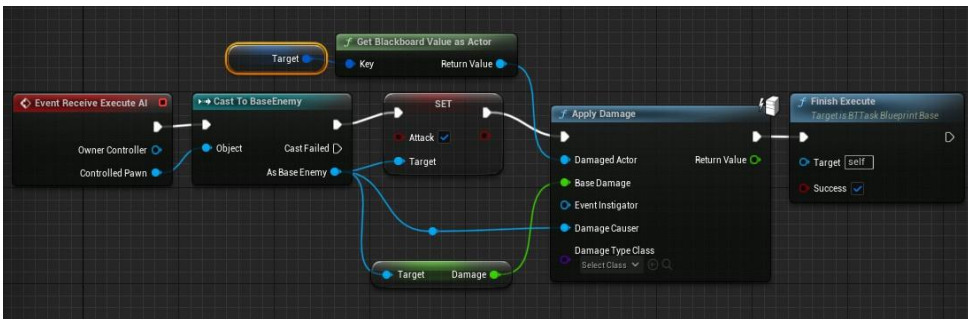 Target
Get Blackboard Value as Actor
Key Return Value
Event Receive Execute AI
Owner Controller
Controlled Pawn
Cast To BaseEnemy
Object Cast Failed
As Base Enemy
SET
Attack
Target
Target Damage
Apply Damage
Damaged Actor Return Value
Base Damage
Event Instigator
Damage Causer
Damage Type Class
Select Class
Finish Execute
Target is BTTask Blueprint Base
Target self
Success